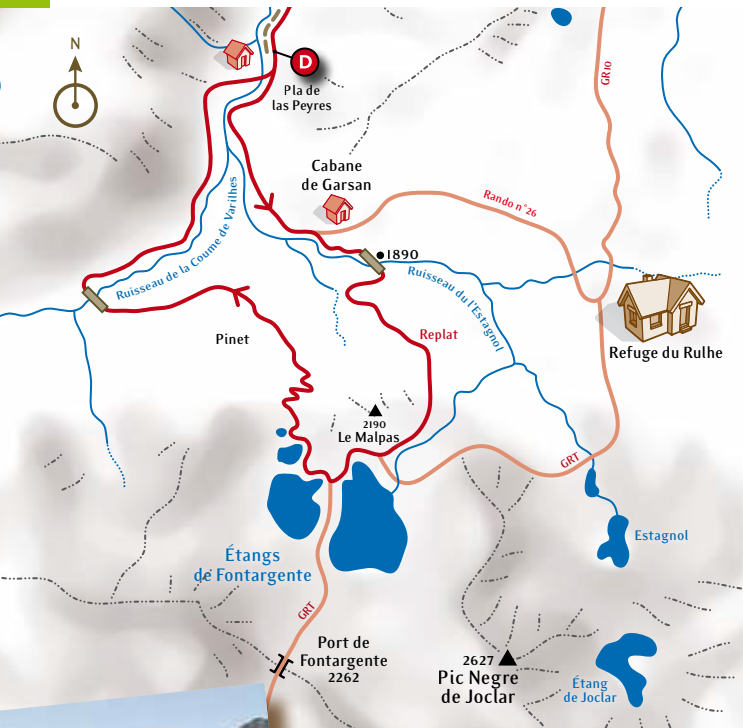 N
D
Pla de
las Peyres
GR10
Cabane
de Garsan
Rando n°26
1890
Ruisseau de la Coume de Varilhes
Ruisseau du l'Estagnol
Pinet
Replat
Refuge du Rulhe
2190
Le Malpas
GRT
Estagnol
Étangs
de Fontargente
GRT
Port de
Fontargente
2262
2627
Pic Negre
de Joclar
Étang
de Joclar